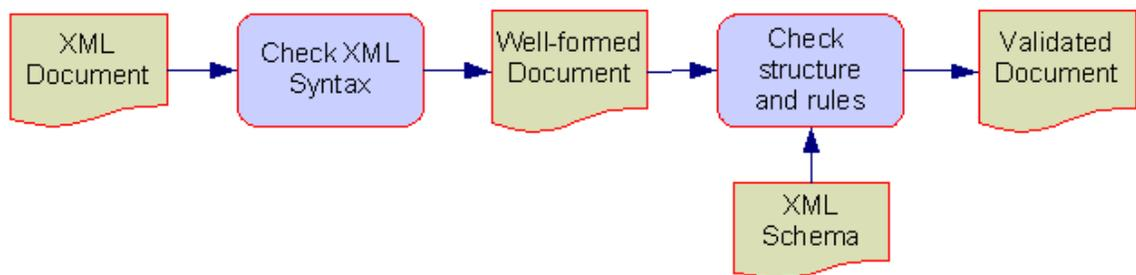 XML
Document
Check XML
Syntax
Well-formed
Document
Check
structure
and rules
Validated
Document
XML
Schema